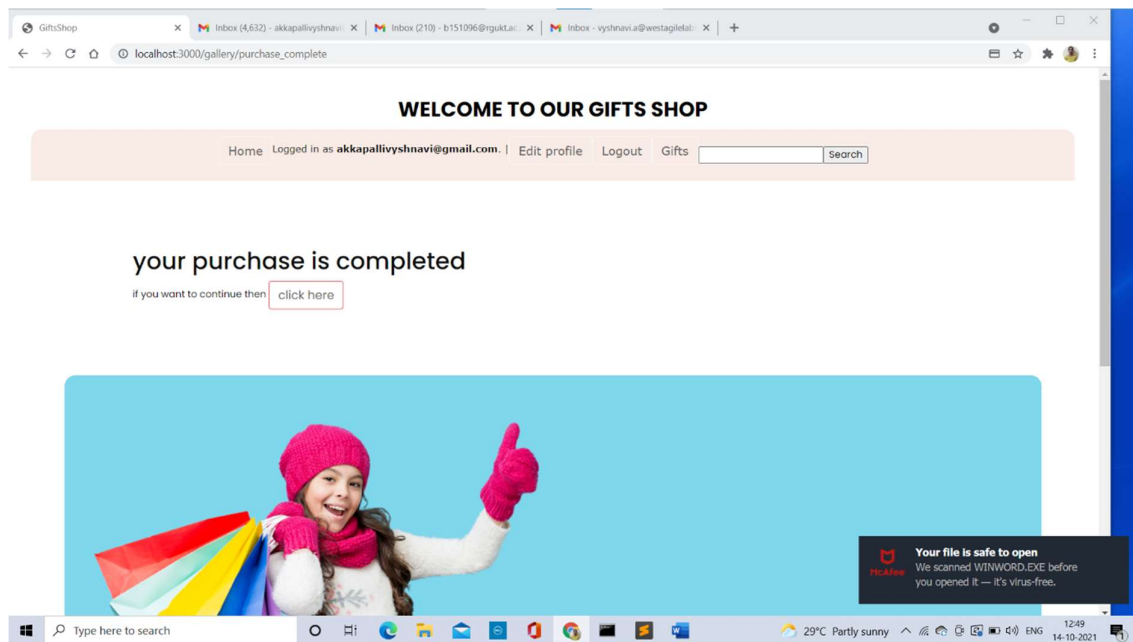 GiftsShop
Inbox (4,632) - akkapallivyshnavi
Inbox (210) - b151096@rgukt.ac.
Inbox - vyshnavi.a@westagilelab
localhost:3000/gallery/purchase_complete
WELCOME TO OUR GIFTS SHOP
Home Logged in as akkapallivyshnavi@gmail.com. | Edit profile Logout Gifts Search
your purchase is completed
if you want to continue then click here
McAfee
Your file is safe to open
We scanned WINWORD.EXE before
you opened it — it's virus-free.
Type here to search
29°C Partly sunny
ENG
12:49
14-10-2021